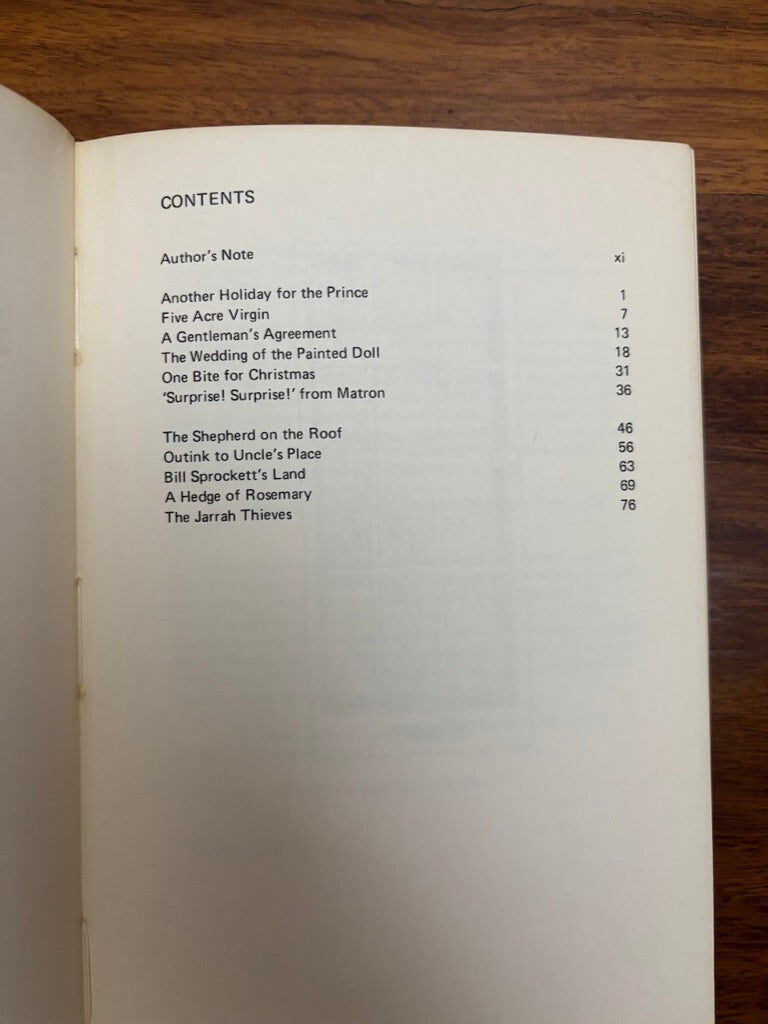 CONTENTS
Author's Note xi
Another Holiday for the Prince 1
Five Acre Virgin 7
A Gentleman's Agreement 13
The Wedding of the Painted Doll 18
One Bite for Christmas 31
'Surprise! Surprise!' from Matron 36
The Shepherd on the Roof 46
Outink to Uncle's Place 56
Bill Sprockett's Land 63
A Hedge of Rosemary 69
The Jarrah Thieves 76